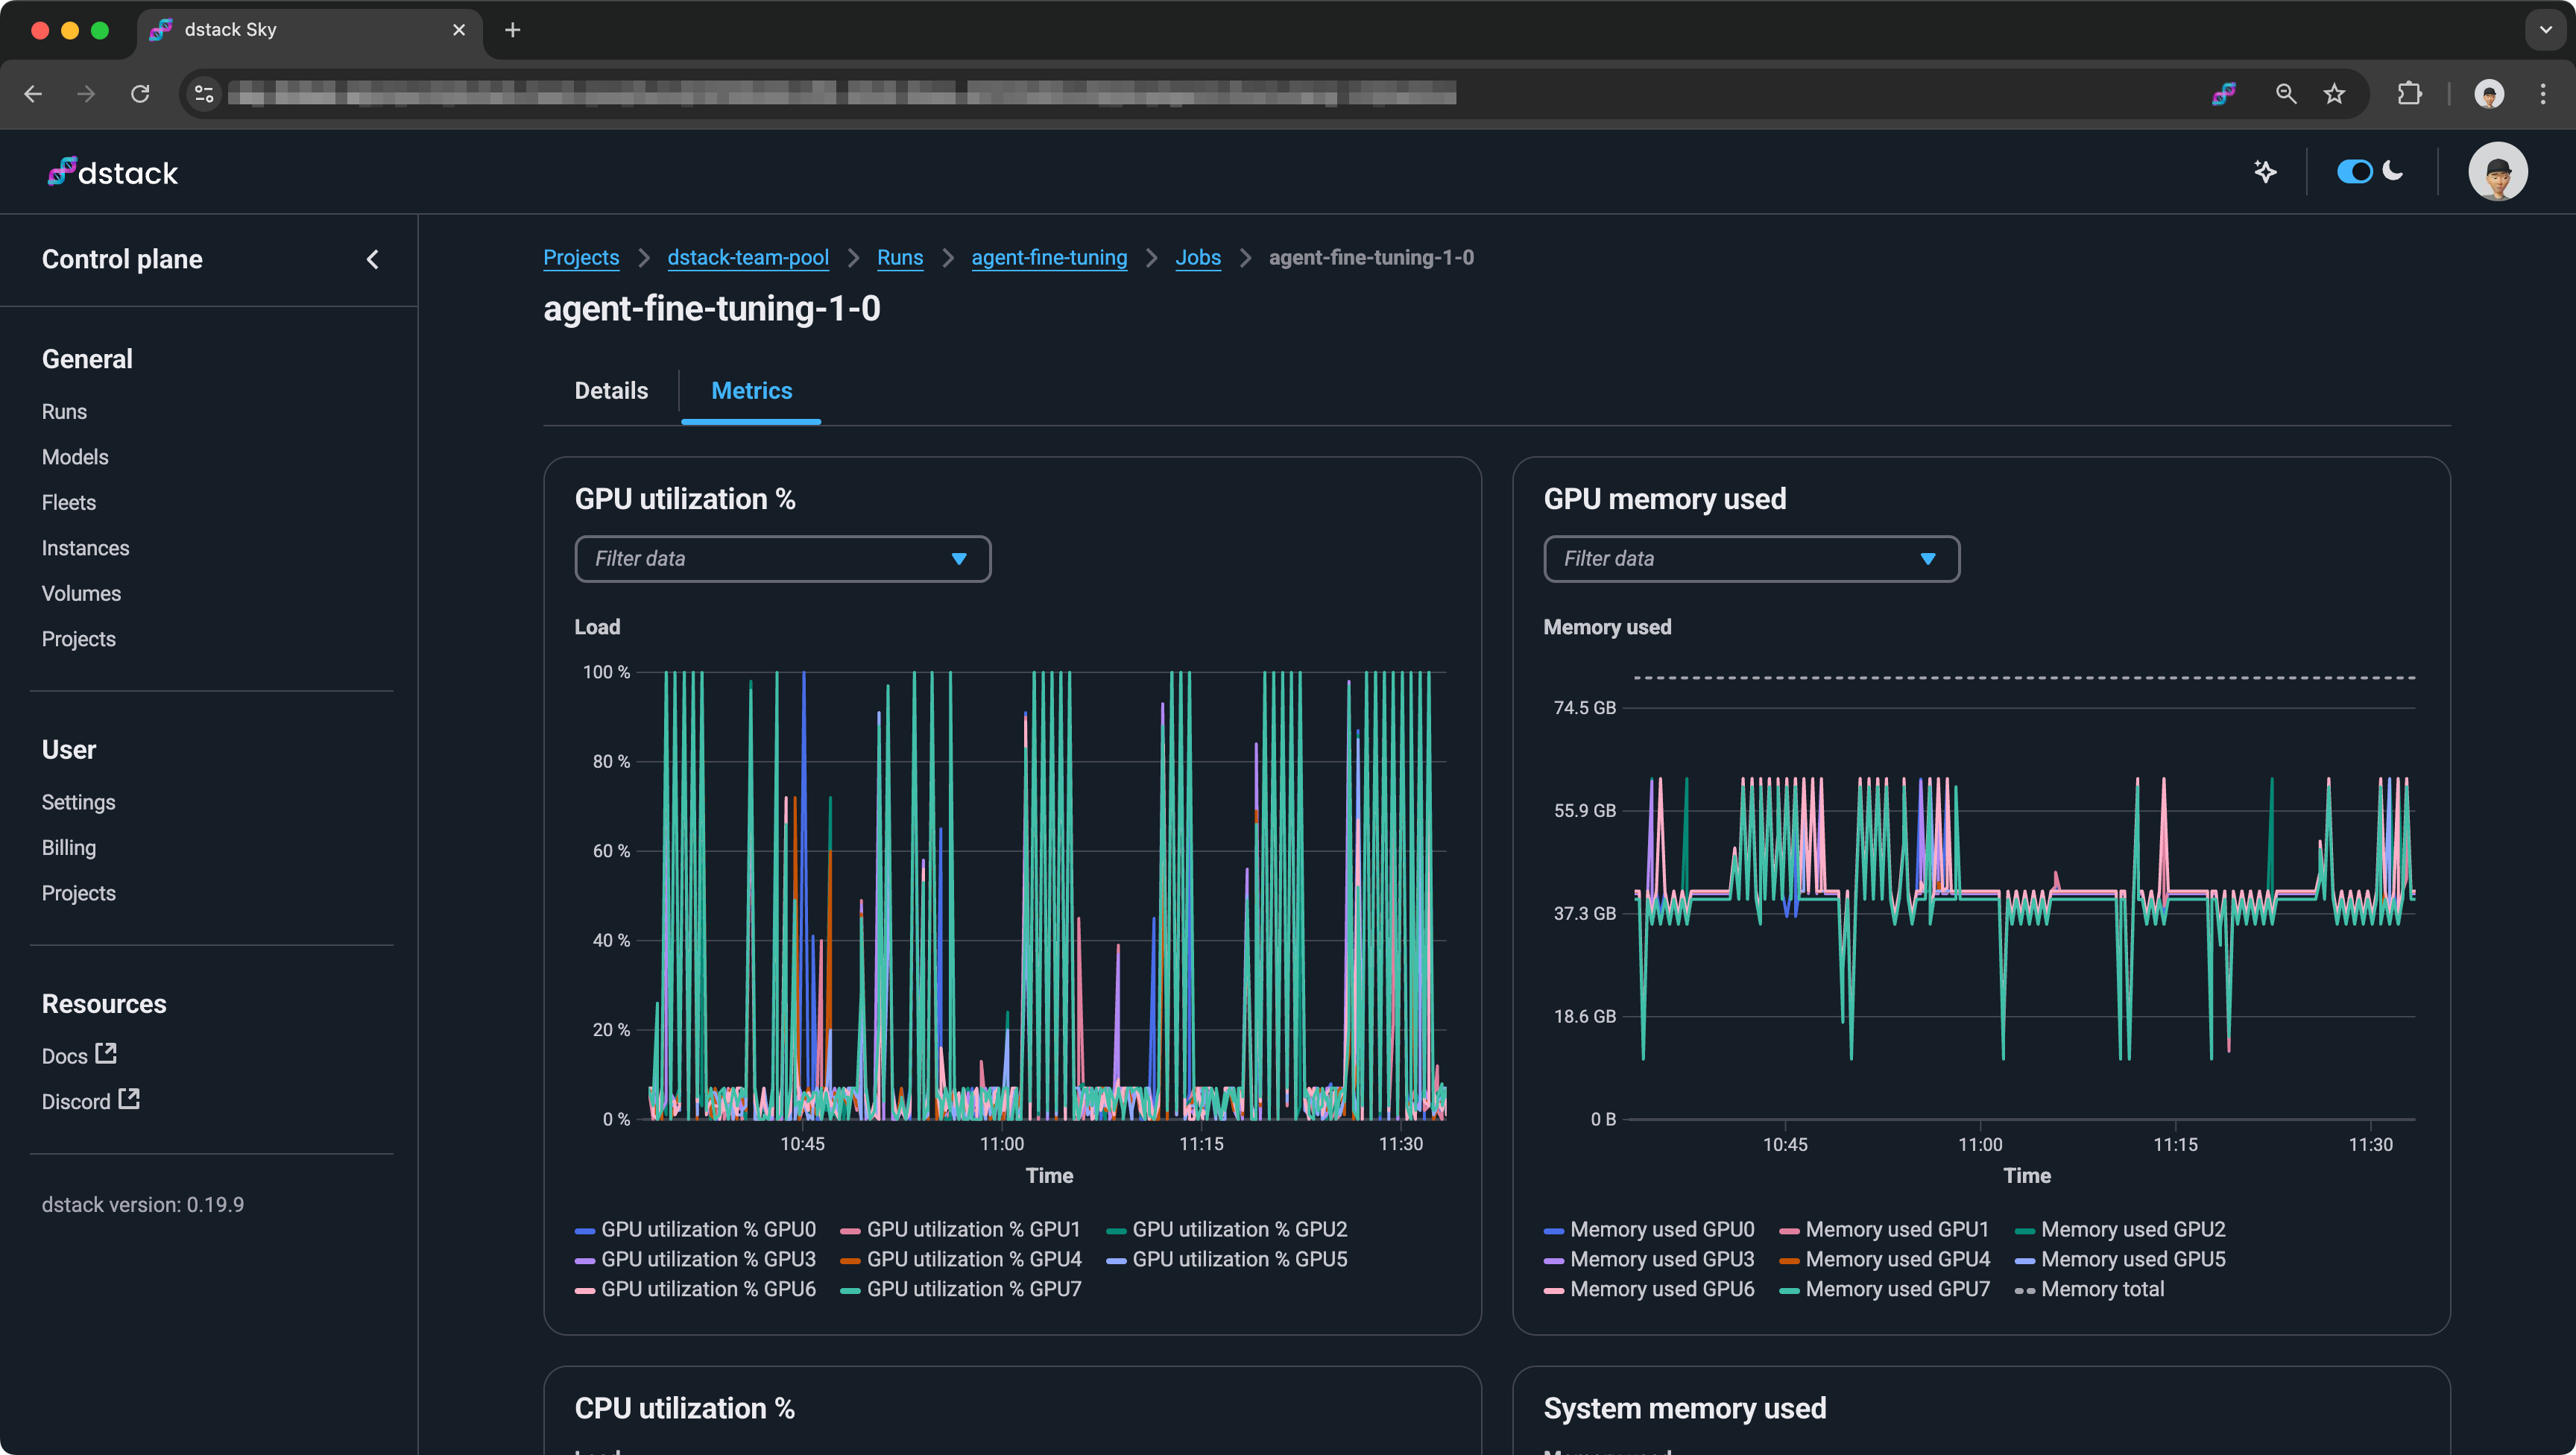 dstack Sky
dstack
Control plane
General
Runs
Models
Fleets
Instances
Volumes
Projects
User
Settings
Billing
Projects
Resources
Docs
Discord
dstack version: 0.19.9
Projects dstack-team-pool Runs agent-fine-tuning Jobs agent-fine-tuning-1-0
agent-fine-tuning-1-0
Details Metrics
GPU utilization %
Filter data
Load
100 %
80 %
60 %
40 %
20 %
0 %
10:45 11:00 11:15 11:30
Time
GPU utilization % GPU0 GPU utilization % GPU1 GPU utilization % GPU2
GPU utilization % GPU3 GPU utilization % GPU4 GPU utilization % GPU5
GPU utilization % GPU6 GPU utilization % GPU7
GPU memory used
Filter data
Memory used
74.5 GB
55.9 GB
37.3 GB
18.6 GB
0 B
10:45 11:00 11:15 11:30
Time
Memory used GPU0 Memory used GPU1 Memory used GPU2
Memory used GPU3 Memory used GPU4 Memory used GPU5
Memory used GPU6 Memory used GPU7 Memory total
CPU utilization %
System memory used